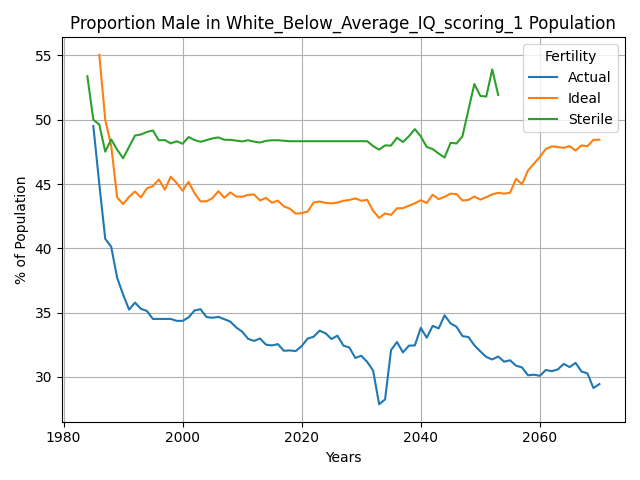 Proportion Male in White_Below_Average_IQ_scoring_1 Population
% of Population
55
50
45
40
35
30
Fertility
Actual
Ideal
Sterile
1980
2000
2020
2040
2060
Years